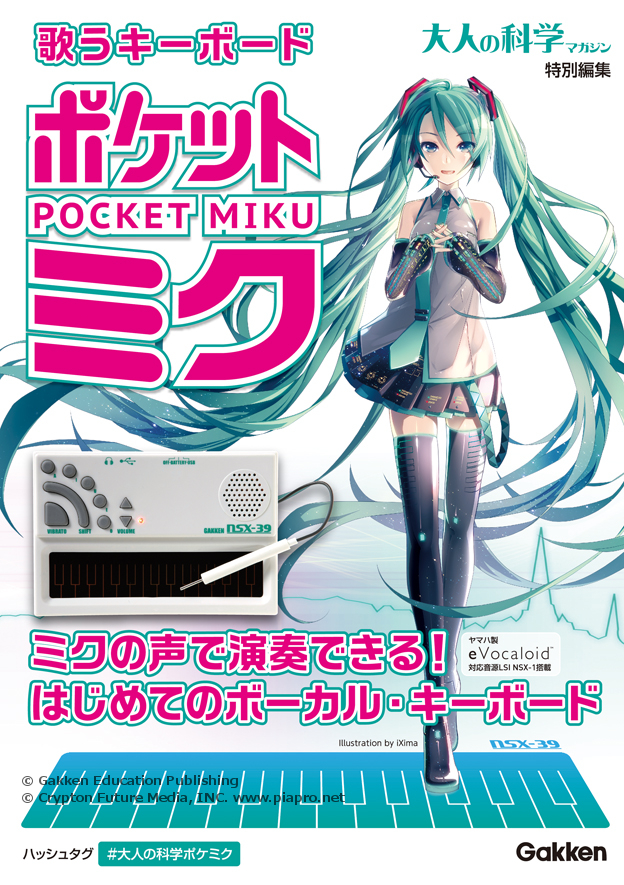 歌うキーボード
大人の科学マガジン
特別編集
ポケット
POCKET MIKU
ミク
OFF・BATTERY・USB
VIBRATO SHIFT VOLUME
GAKKEN NSX-39
ミクの声で演奏できる!
はじめてのボーカル・キーボード
ヤマハ製
eVocaloid™
対応音源LSI NSX-1搭載
Illustration by iXima
NSX-39
© Gakken Education Publishing
© Crypton Future Media, INC. www.piapro.net
ハッシュタグ #大人の科学ポケミク
Gakken